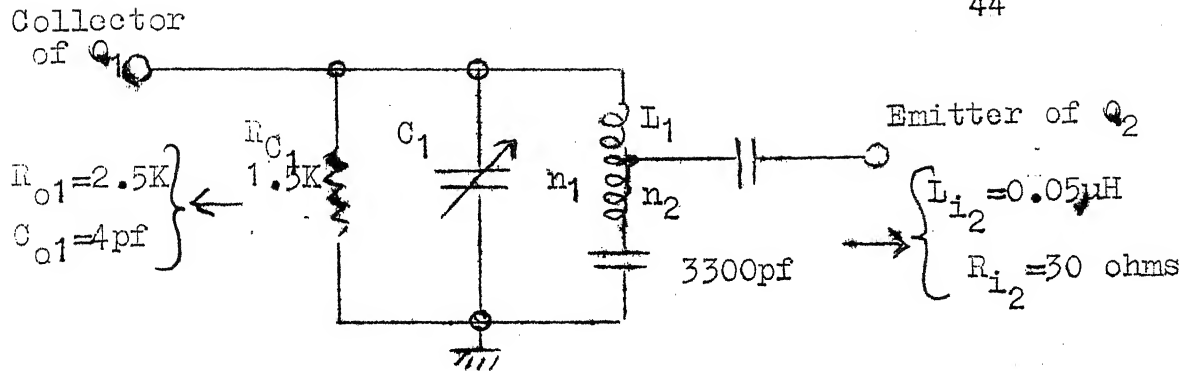 44
Collector
of Q1
Emitter of Q2
RC1
1.5K
C1
L1
n1
n2
Ro1=2.5K
Co1=4pf
3300pf
Li2=0.05µH
Ri2=30 ohms